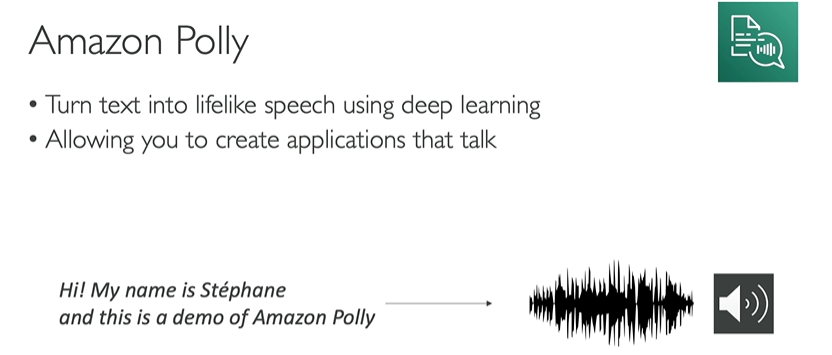 Amazon Polly
• Turn text into lifelike speech using deep learning
• Allowing you to create applications that talk
Hi! My name is Stéphane
and this is a demo of Amazon Polly